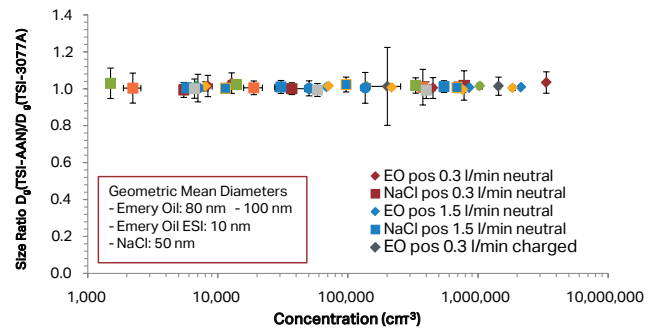 Size Ratio Dg(TSI-AAN)/Dg(TSI-3077A)
1.4
1.2
1.0
0.8
0.6
0.4
0.2
0.0
Geometric Mean Diameters
- Emery Oil: 80 nm - 100 nm
- Emery Oil ESI: 10 nm
- NaCl: 50 nm
EO pos 0.3 l/min neutral
NaCl pos 0.3 l/min neutral
EO pos 1.5 l/min neutral
NaCl pos 1.5 l/min neutral
EO pos 0.3 l/min charged
1,000 10,000 100,000 1,000,000 10,000,000
Concentration (cm⁻³)